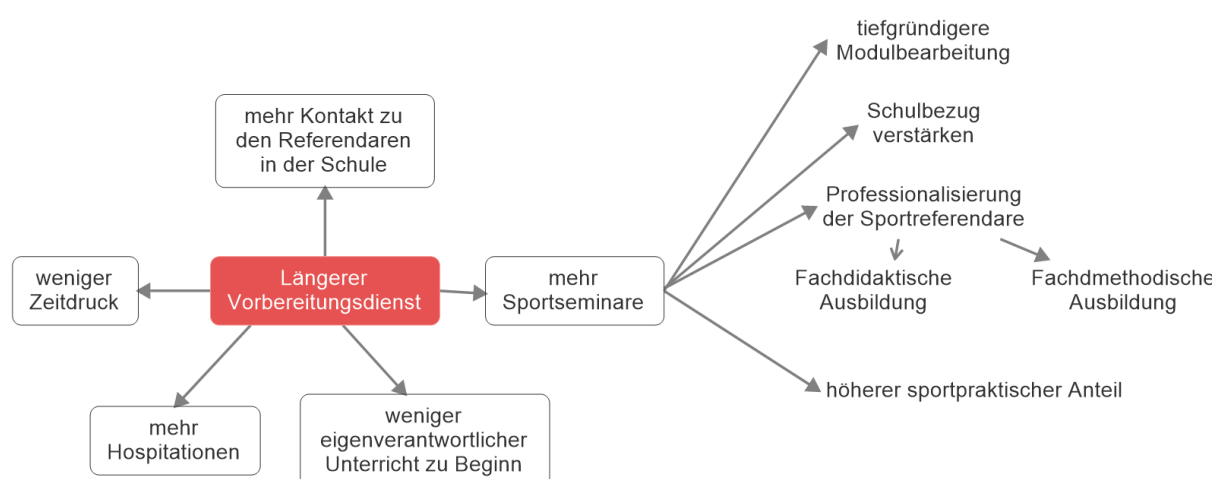 tiefgründigere
Modulbearbeitung
mehr Kontakt zu
den Referendaren
in der Schule
Schulbezug
verstärken
Professionalisierung
der Sportreferendare
weniger
Zeitdruck
Längerer
Vorbereitungsdienst
mehr
Sportseminare
Fachdidaktische
Ausbildung
Fachdmethodische
Ausbildung
höherer sportpraktischer Anteil
mehr
Hospitationen
weniger
eigenverantwortlicher
Unterricht zu Beginn